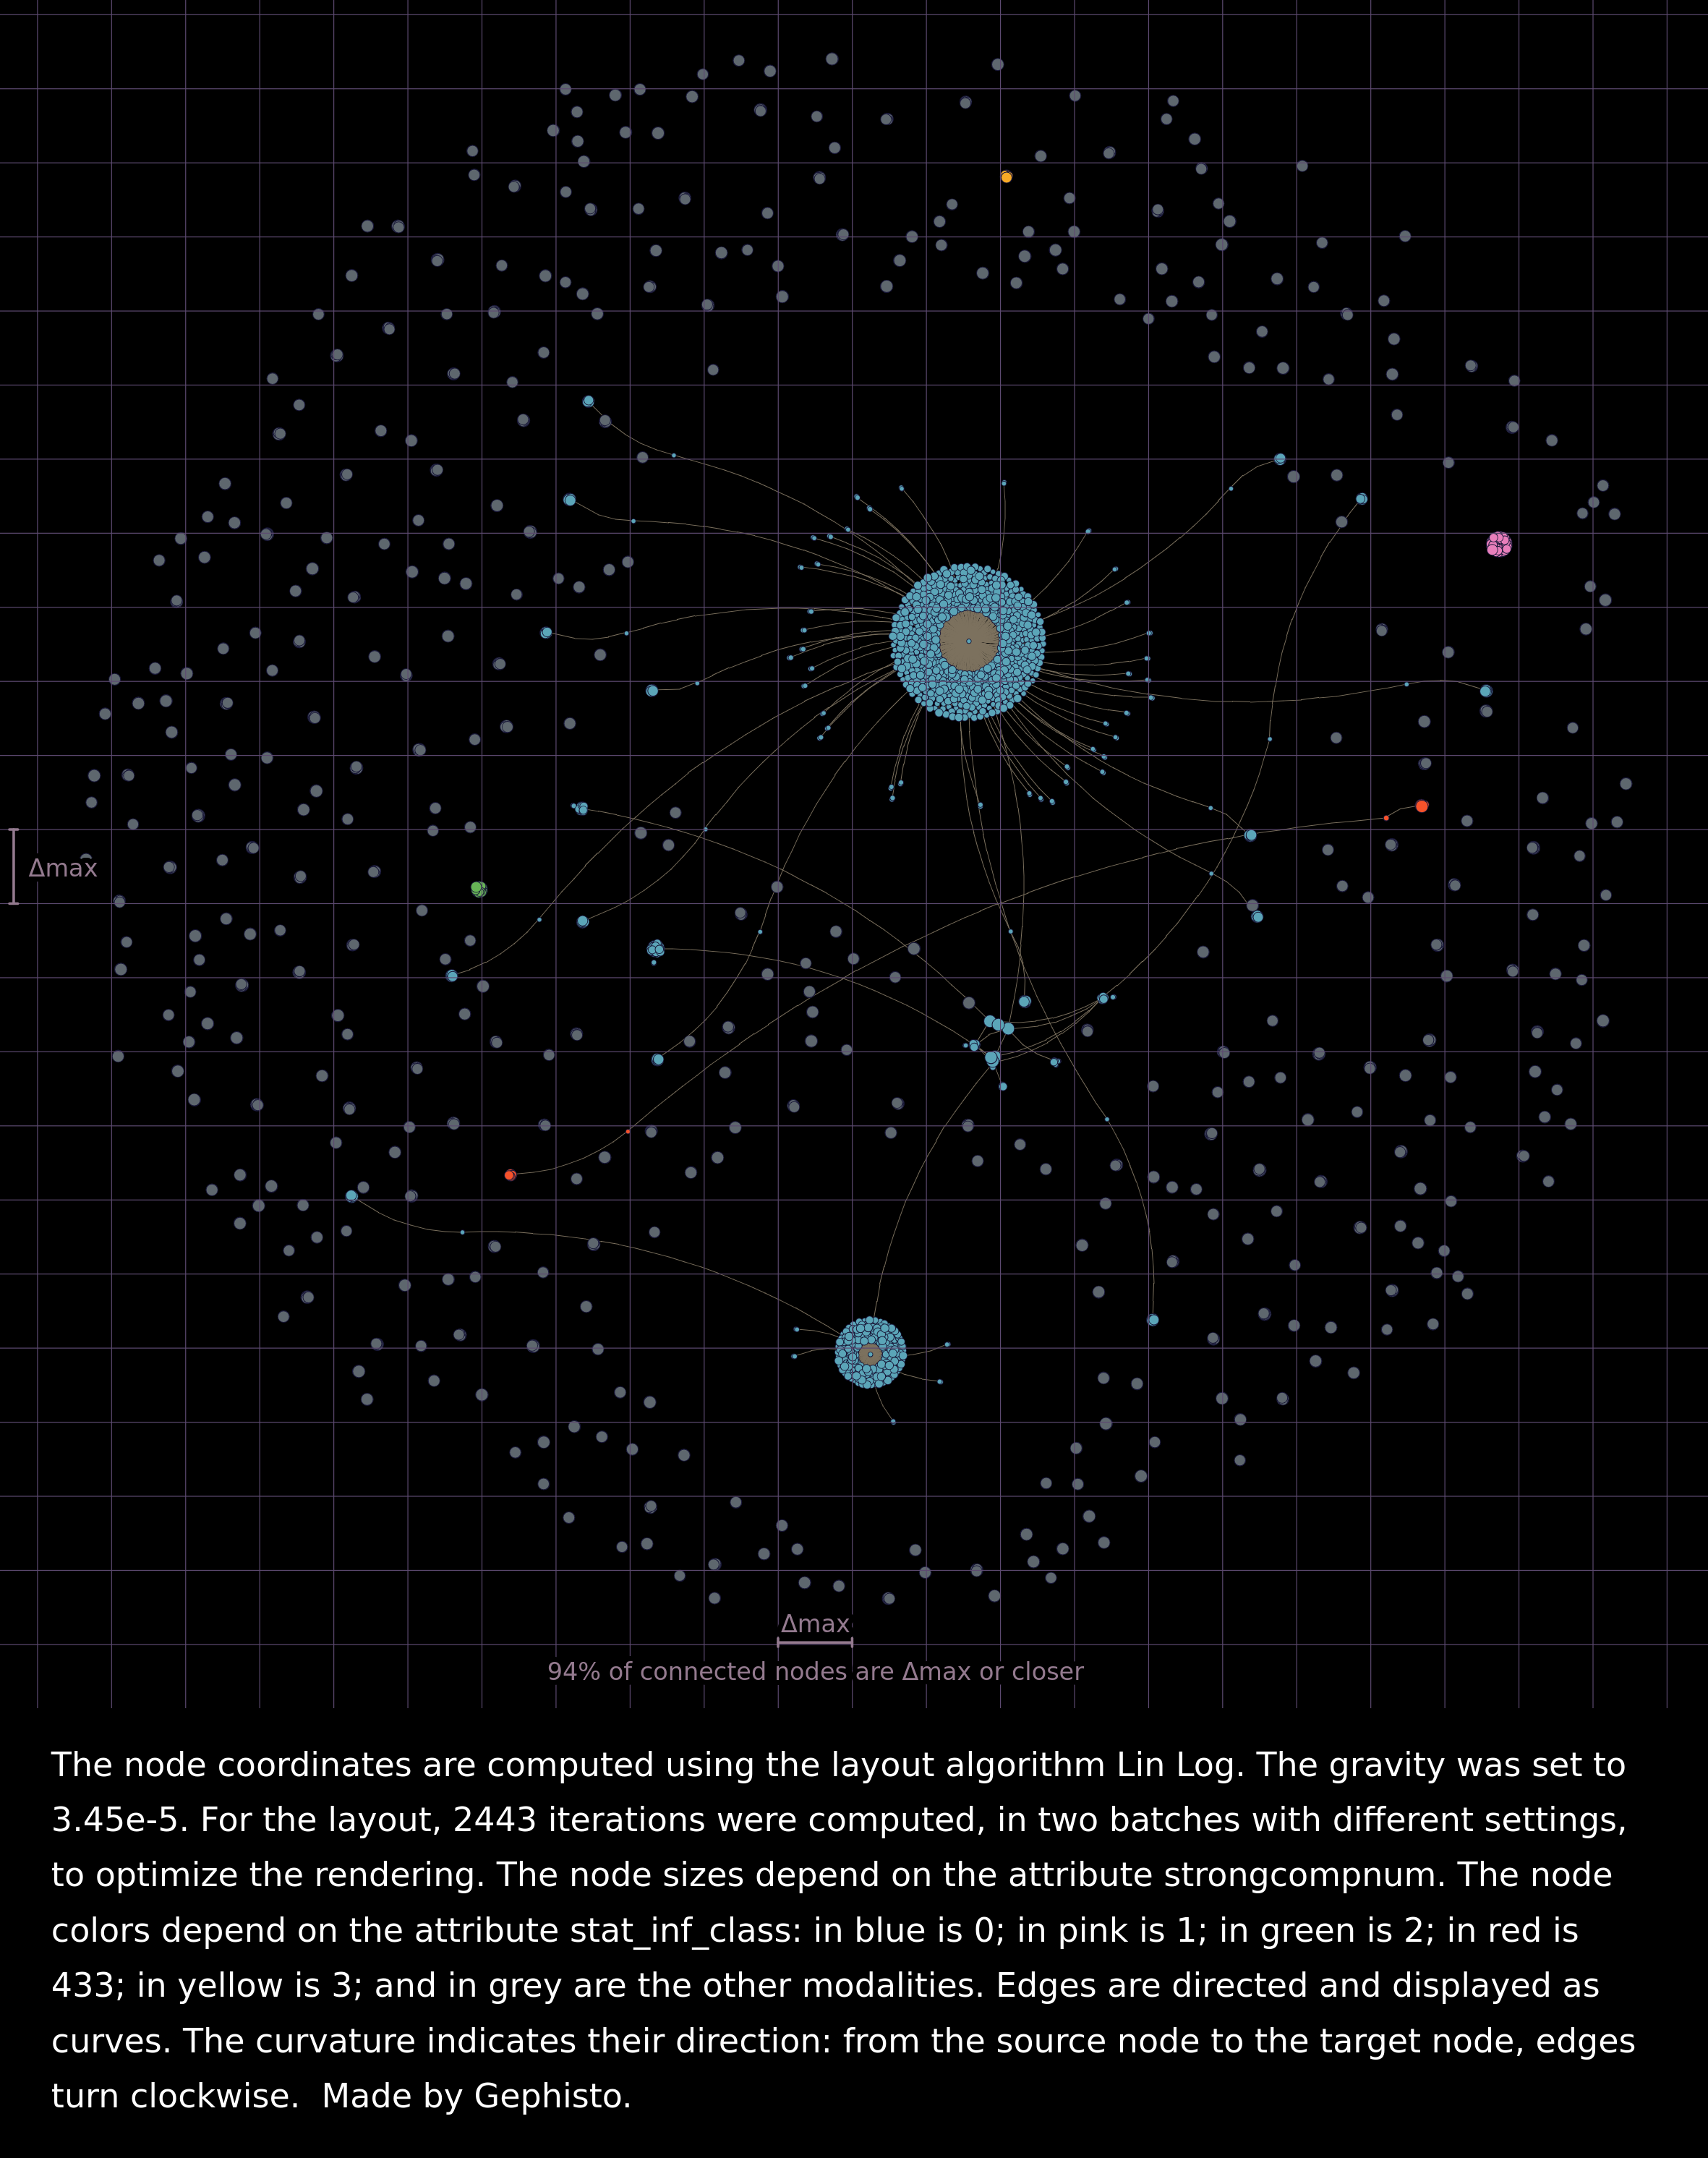 Δmax
Δmax
94% of connected nodes are Δmax or closer
The node coordinates are computed using the layout algorithm Lin Log. The gravity was set to
3.45e-5. For the layout, 2443 iterations were computed, in two batches with different settings,
to optimize the rendering. The node sizes depend on the attribute strongcompnum. The node
colors depend on the attribute stat_inf_class: in blue is 0; in pink is 1; in green is 2; in red is
433; in yellow is 3; and in grey are the other modalities. Edges are directed and displayed as
curves. The curvature indicates their direction: from the source node to the target node, edges
turn clockwise.  Made by Gephisto.